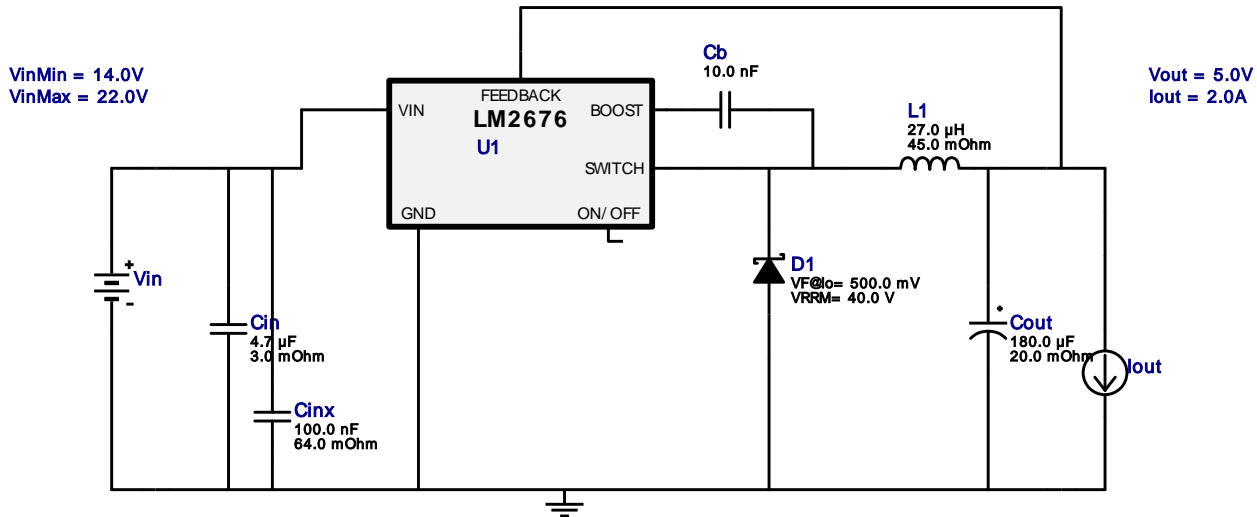 VinMin = 14.0V
VinMax = 22.0V
Cb
10.0 nF
Vout = 5.0V
Iout = 2.0A
FEEDBACK
VIN
LM2676
BOOST
U1
L1
27.0 µH
45.0 mOhm
SWITCH
GND
ON/ OFF
+
Vin
-
D1
VF@Io= 500.0 mV
VRRM= 40.0 V
Cin
4.7 µF
3.0 mOhm
+
Cout
180.0 µF
20.0 mOhm
Iout
Cinx
100.0 nF
64.0 mOhm